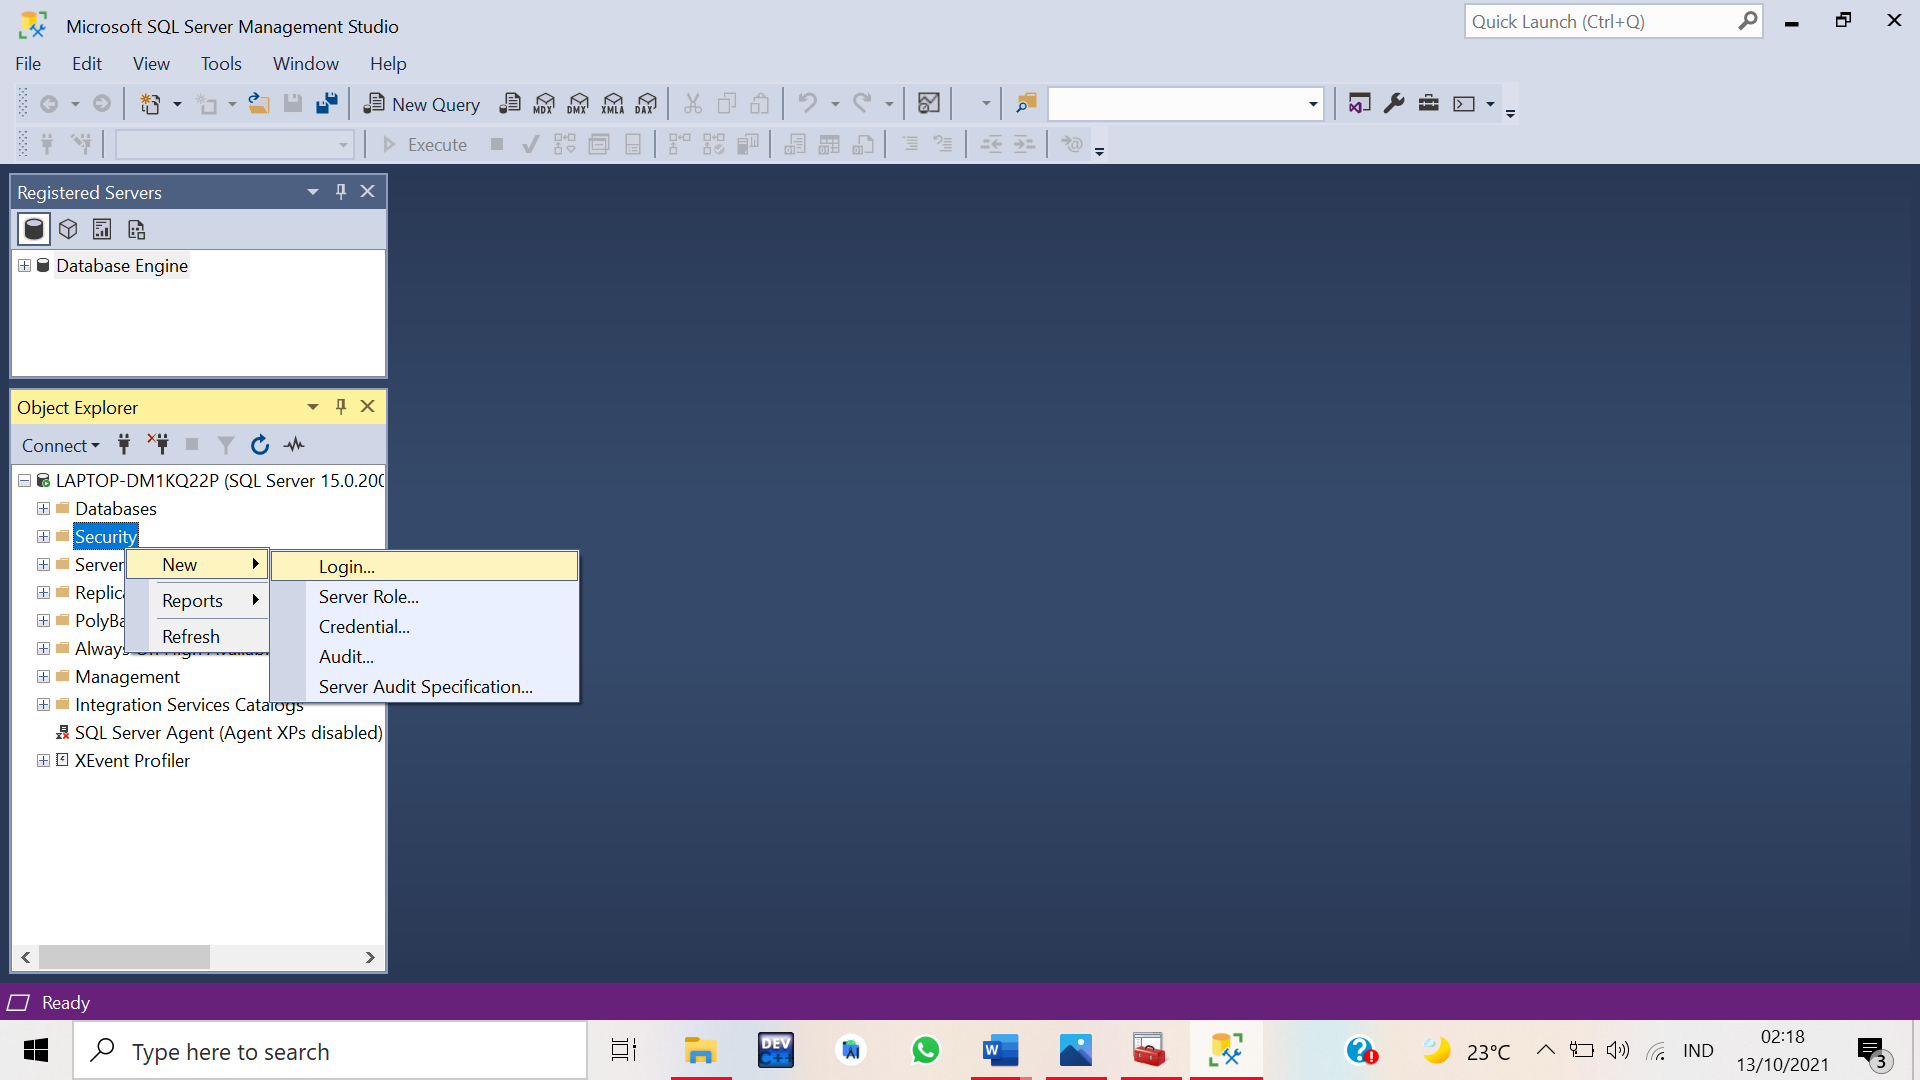 Microsoft SQL Server Management Studio
Quick Launch (Ctrl+Q)
File Edit View Tools Window Help
New Query MDX DMX XMLA DAX
Execute
Registered Servers
Database Engine
Object Explorer
Connect
LAPTOP-DM1KQ22P (SQL Server 15.0.200
Databases
Security
Server
New
Login...
Replica
Reports
Server Role...
PolyBa
Refresh
Credential...
Always
Audit...
Management
Server Audit Specification...
Integration Services Catalogs
SQL Server Agent (Agent XPs disabled)
XEvent Profiler
Ready
Type here to search
DEV
C++
W
23°C
IND
02:18
13/10/2021
3